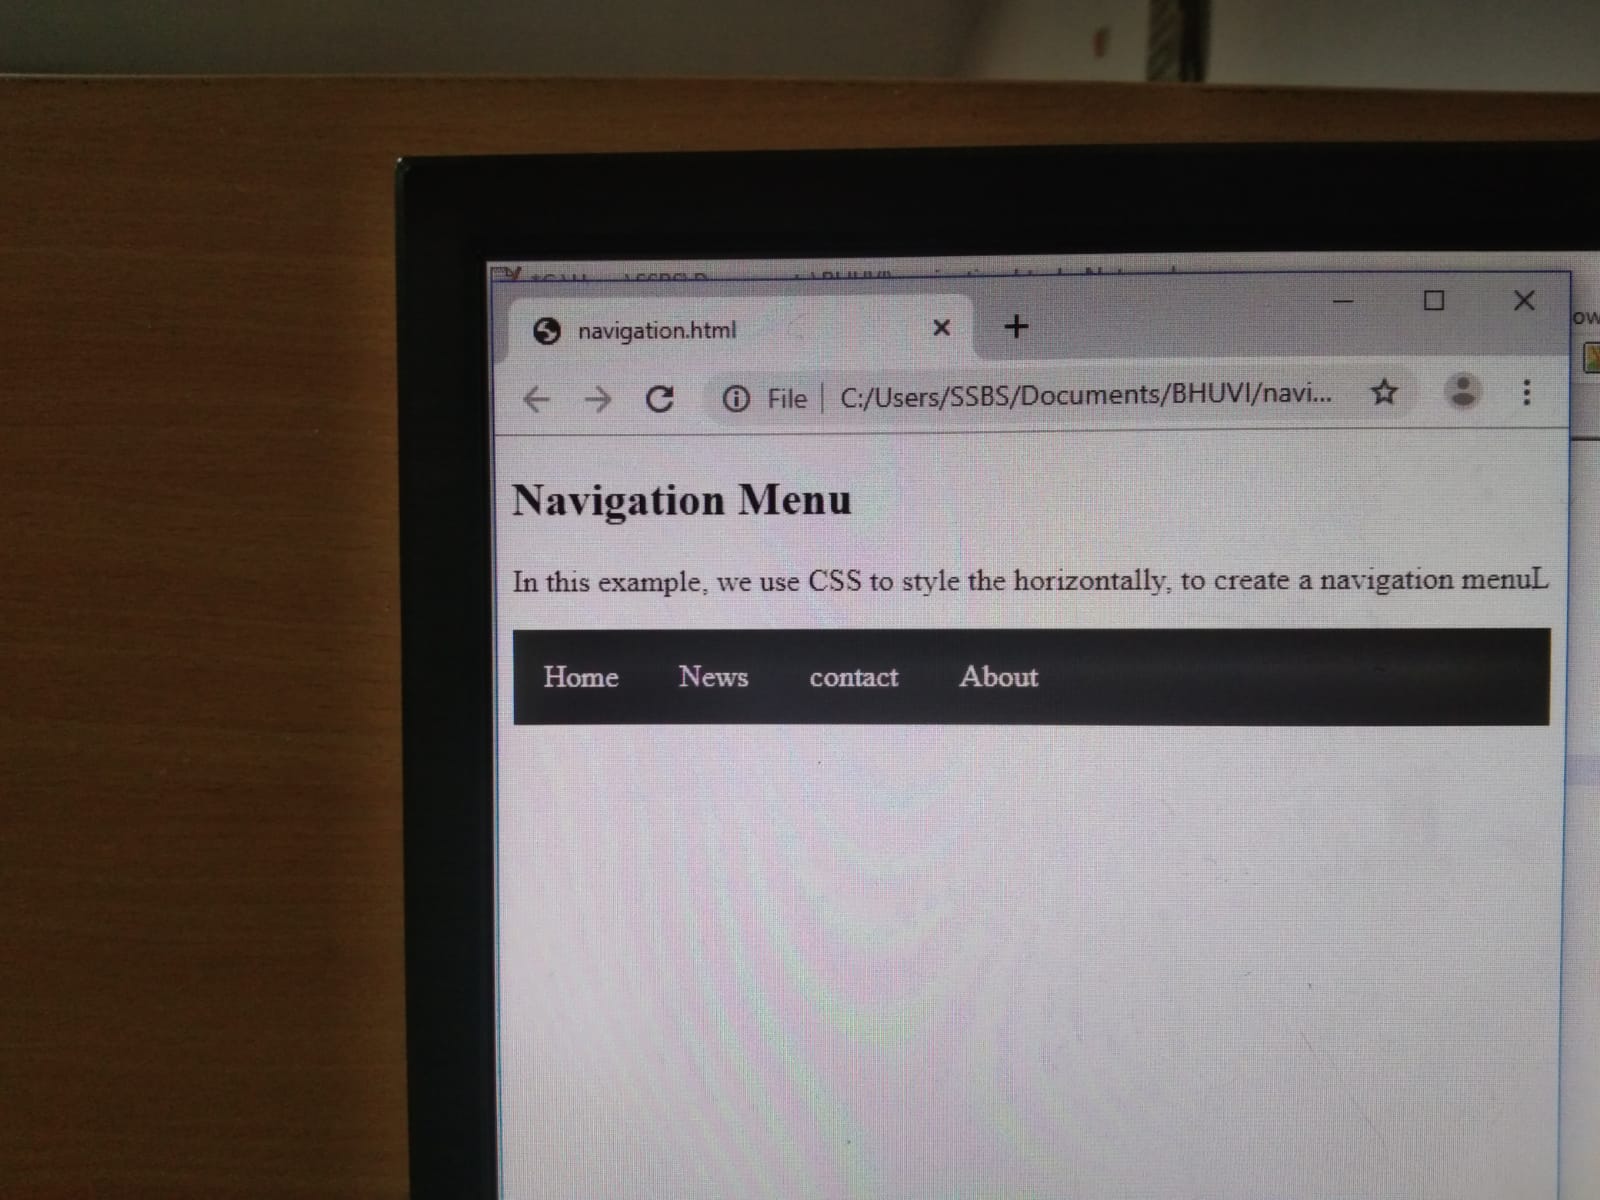 navigation.html
File C:/Users/SSBS/Documents/BHUVI/navi...
Navigation Menu
In this example, we use CSS to style the horizontally, to create a navigation menuL
Home News contact About